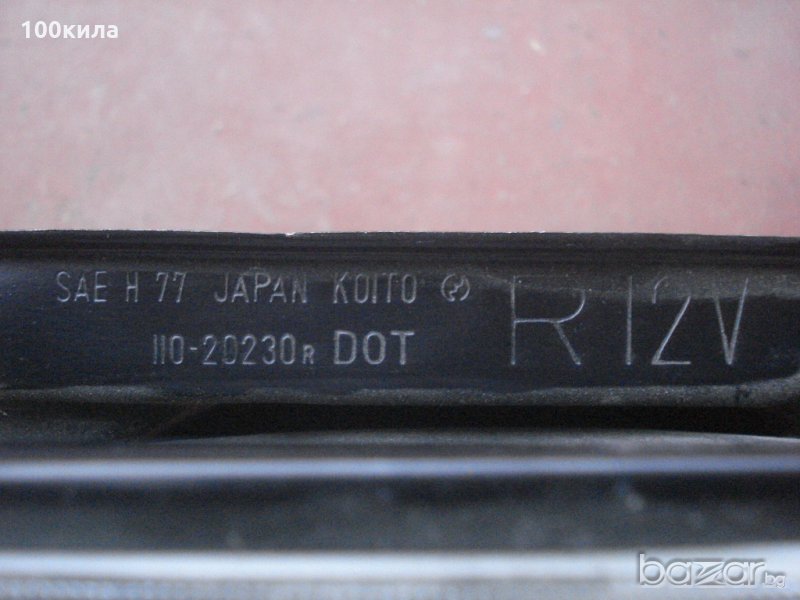 100кила
SAE H 77 JAPAN KOITO R 12V
110-20230R DOT
bazar.bg